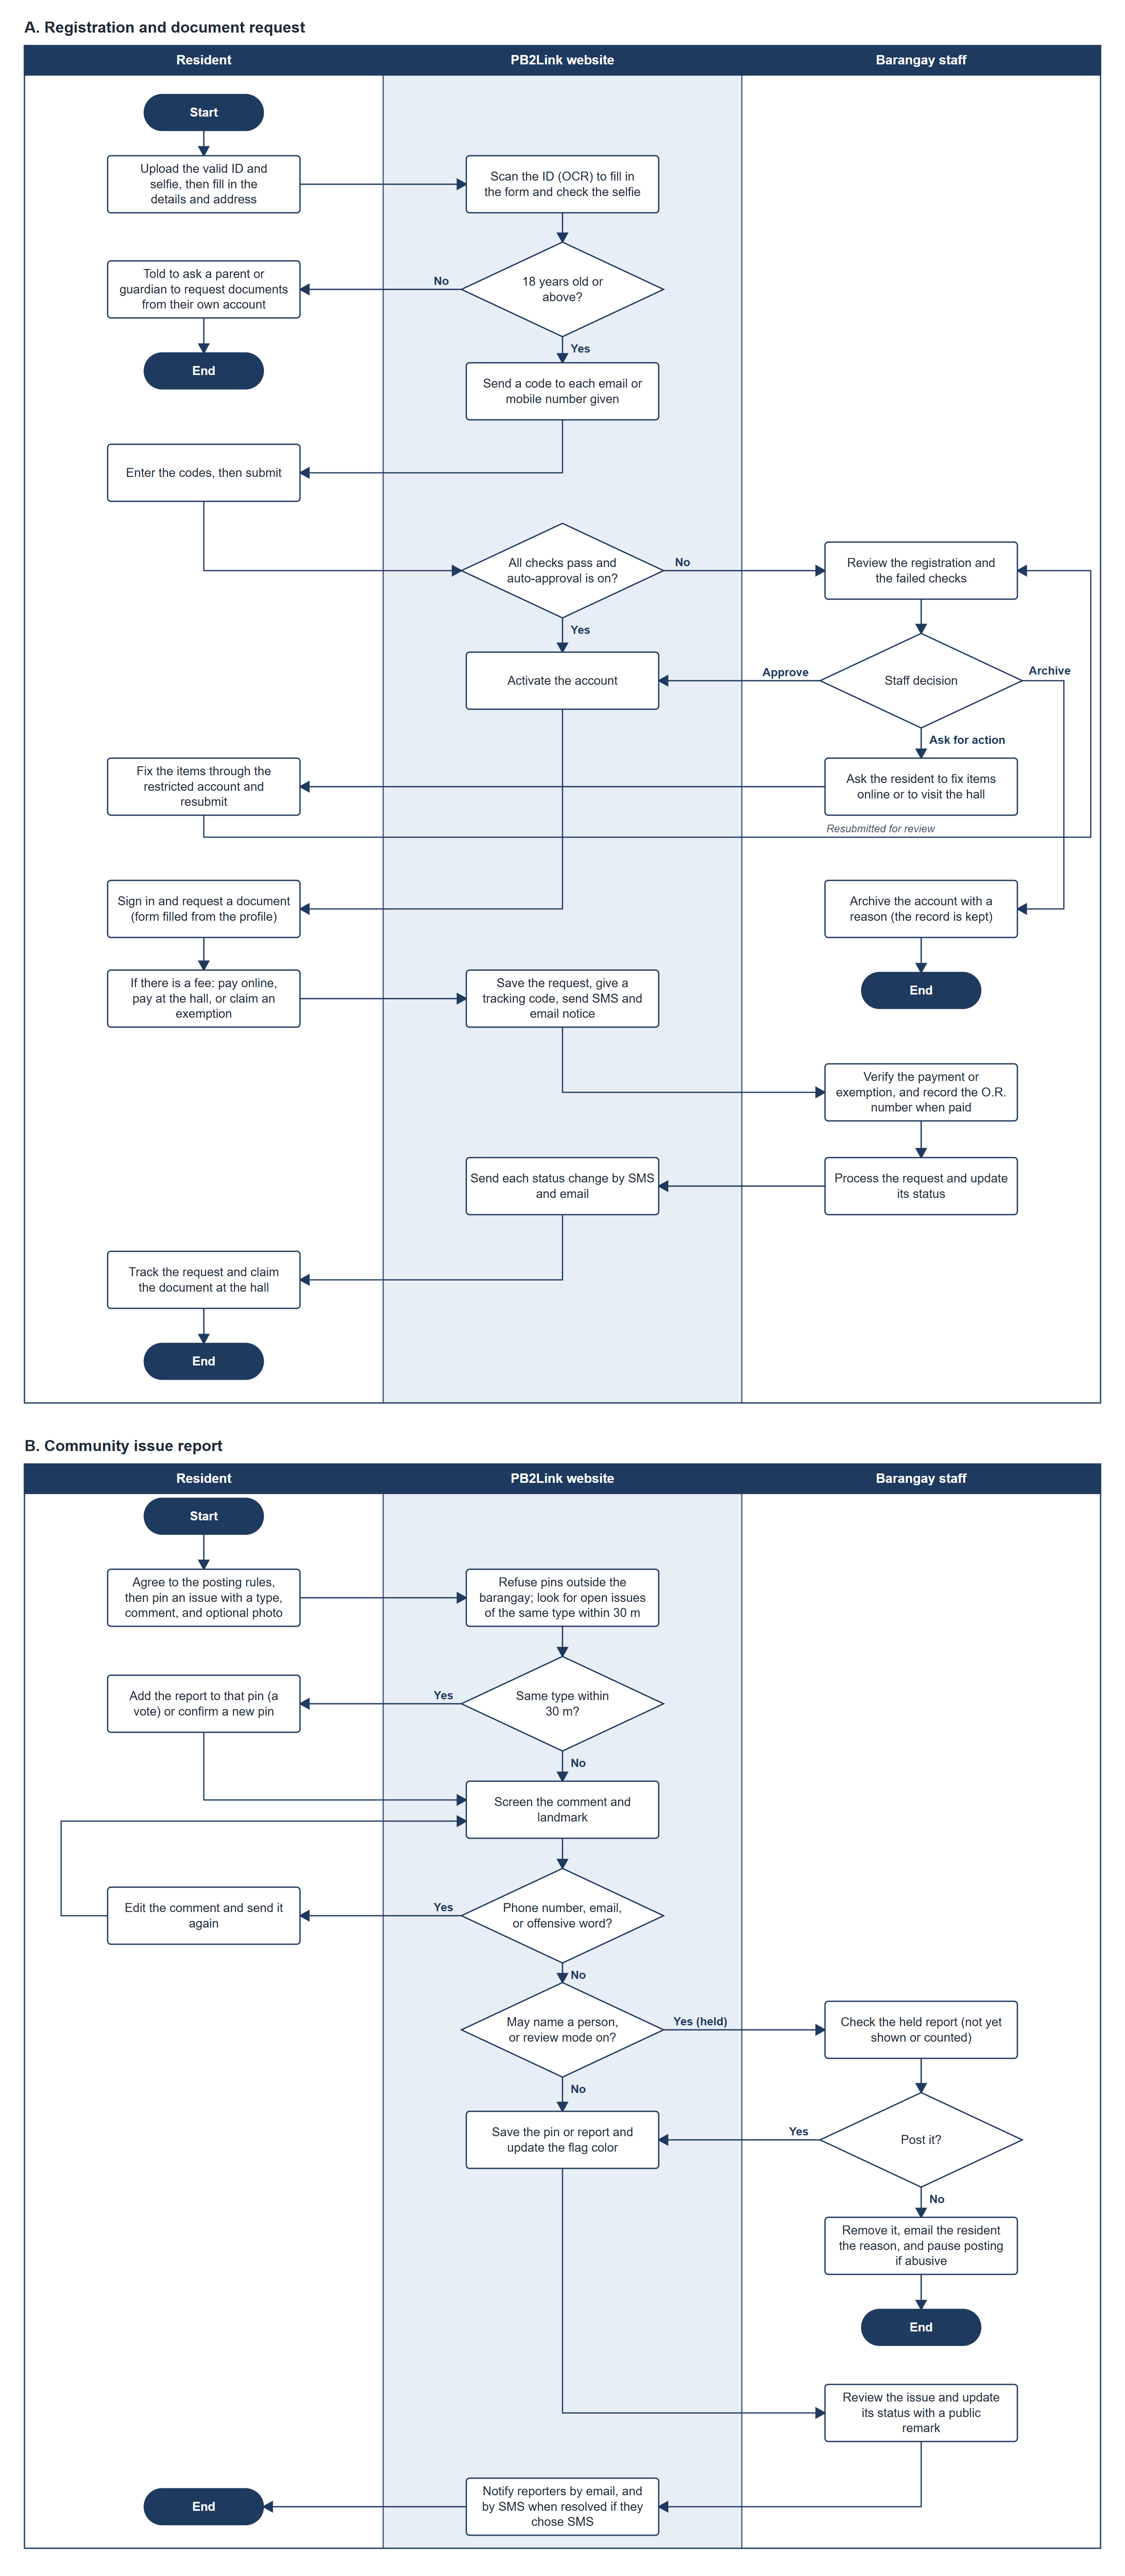 A. Registration and document request
Resident
PB2Link website
Barangay staff
Start
Upload the valid ID and
selfie, then fill in the
details and address
Scan the ID (OCR) to fill in
the form and check the selfie
18 years old or
above?
No
Told to ask a parent or
guardian to request documents
from their own account
End
Yes
Send a code to each email or
mobile number given
Enter the codes, then submit
All checks pass and
auto-approval is on?
No
Review the registration and
the failed checks
Yes
Activate the account
Approve
Staff decision
Archive
Ask for action
Fix the items through the
restricted account and
resubmit
Ask the resident to fix items
online or to visit the hall
Resubmitted for review
Sign in and request a document
(form filled from the profile)
Archive the account with a
reason (the record is kept)
If there is a fee: pay online,
pay at the hall, or claim an
exemption
Save the request, give a
tracking code, send SMS and
email notice
End
Verify the payment or
exemption, and record the O.R.
number when paid
Send each status change by SMS
and email
Process the request and update
its status
Track the request and claim
the document at the hall
End
B. Community issue report
Resident
PB2Link website
Barangay staff
Start
Agree to the posting rules,
then pin an issue with a type,
comment, and optional photo
Refuse pins outside the
barangay; look for open issues
of the same type within 30 m
Add the report to that pin (a
vote) or confirm a new pin
Yes
Same type within
30 m?
No
Screen the comment and
landmark
Edit the comment and send it
again
Yes
Phone number, email,
or offensive word?
No
May name a person,
or review mode on?
Yes (held)
Check the held report (not yet
shown or counted)
No
Save the pin or report and
update the flag color
Yes
Post it?
No
Remove it, email the resident
the reason, and pause posting
if abusive
End
Review the issue and update
its status with a public
remark
Notify reporters by email, and
by SMS when resolved if they
chose SMS
End